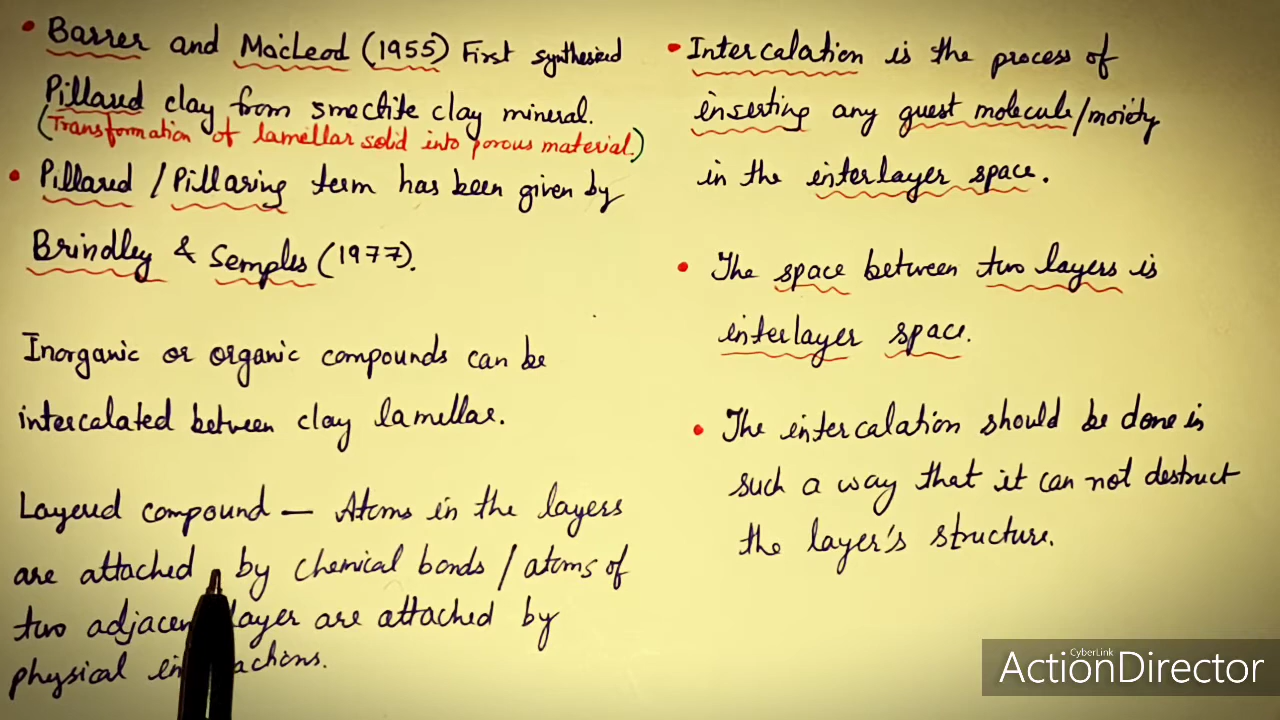 • Barrer and MacLeod (1955) First synthesized
Pillared clay from smectite clay mineral.
(Transformation of lamellar solid into porous material.)
• Pillared / Pillaring term has been given by
Brindley & Semples (1977).
Inorganic or organic compounds can be
intercalated between clay lamellar.
Layered compound — Atoms in the layers
are attached by chemical bonds / atoms of
two adjacen layer are attached by
physical in actions.
• Intercalation is the process of
inserting any guest molecule/moiety
in the interlayer space.
• The space between two layers is
interlayer space.
• The intercalation should be done in
such a way that it can not destruct
the layer's structure.
CyberLink
ActionDirector